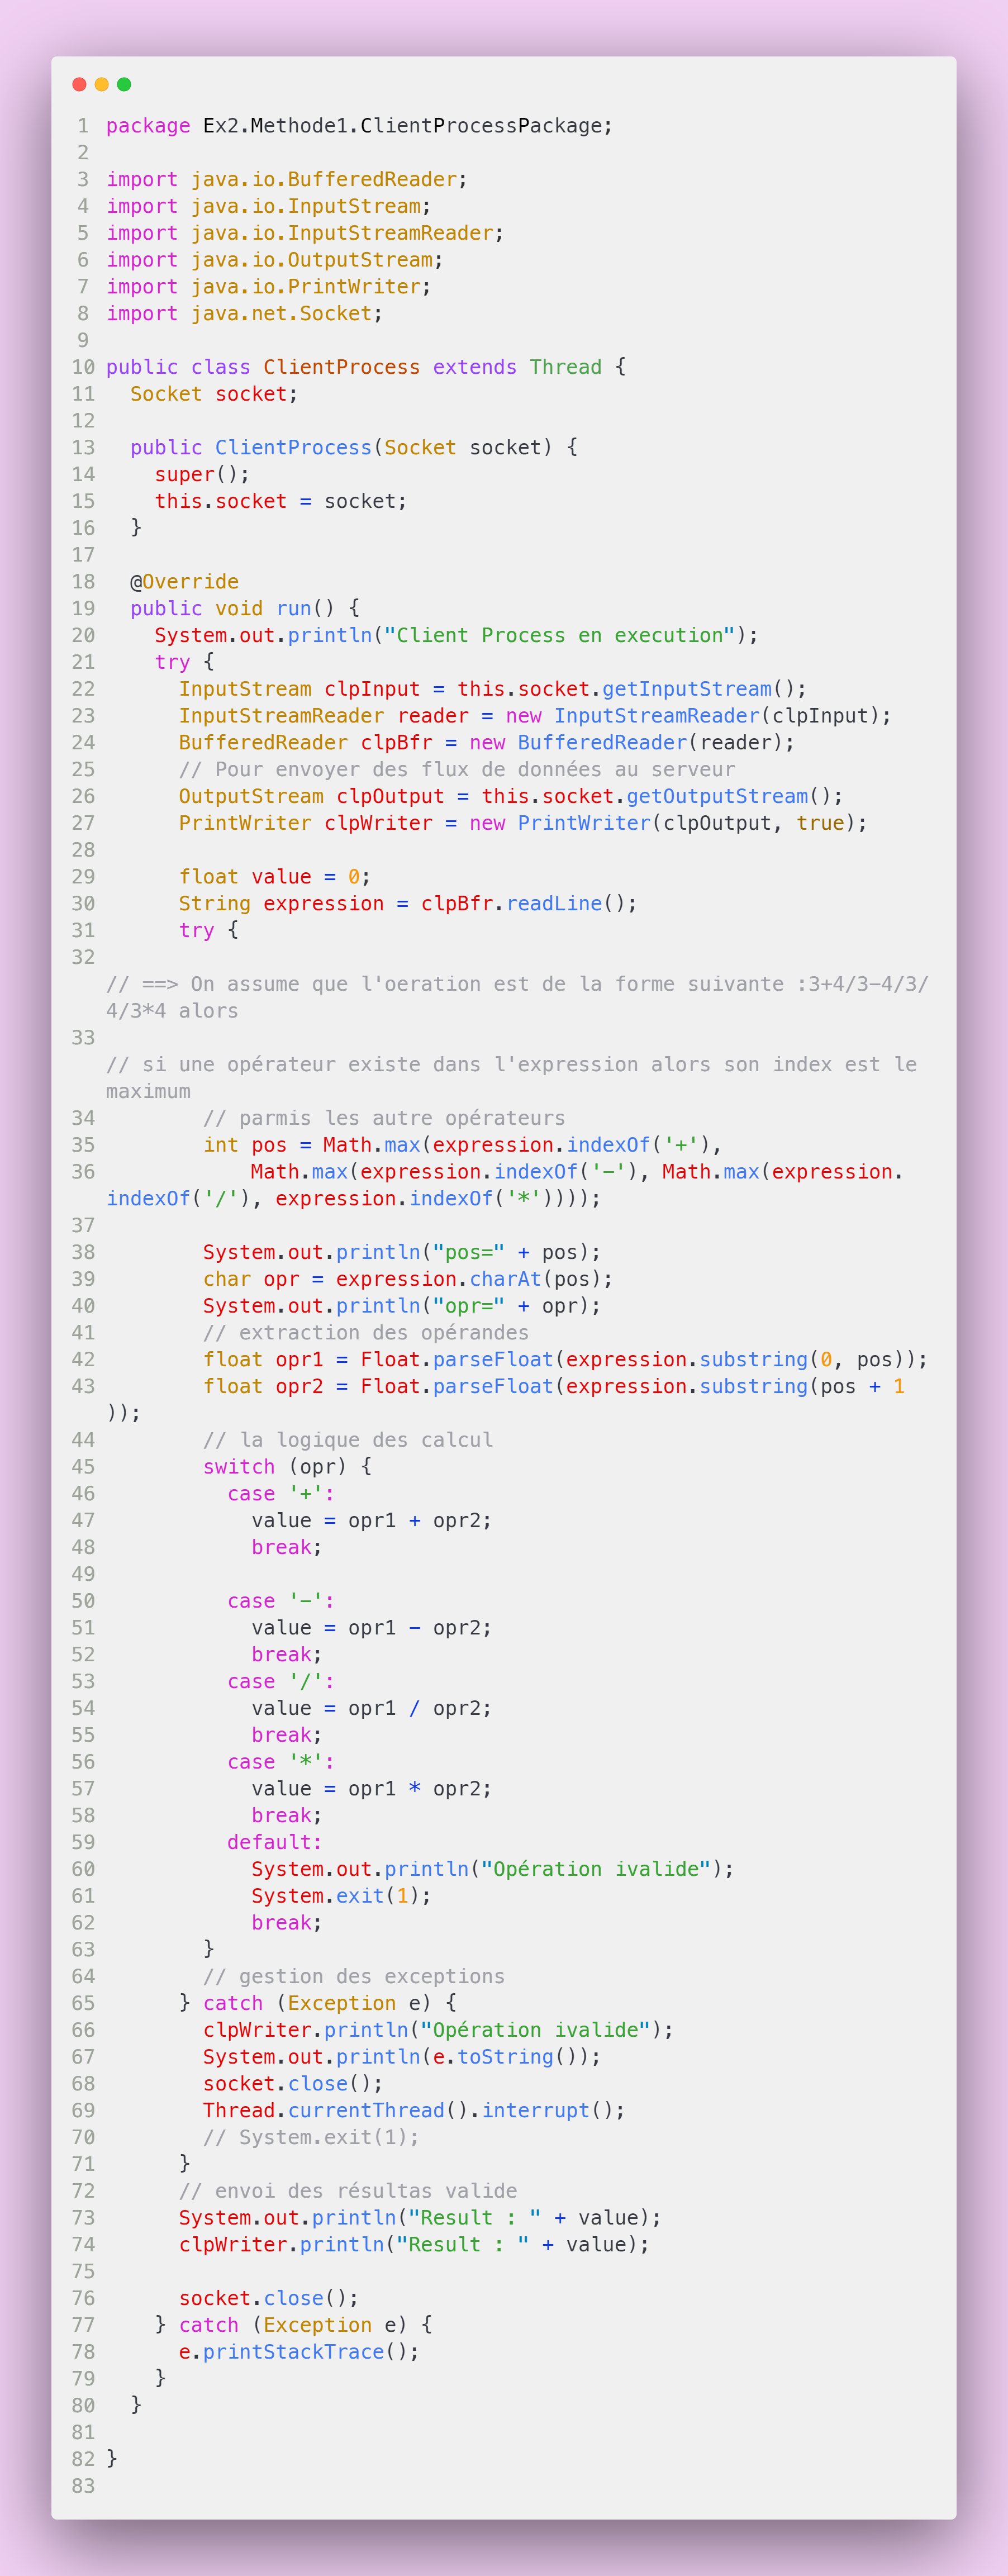 1 package Ex2.Methode1.ClientProcessPackage;
2
3 import java.io.BufferedReader;
4 import java.io.InputStream;
5 import java.io.InputStreamReader;
6 import java.io.OutputStream;
7 import java.io.PrintWriter;
8 import java.net.Socket;
9
10 public class ClientProcess extends Thread {
11   Socket socket;
12
13   public ClientProcess(Socket socket) {
14     super();
15     this.socket = socket;
16   }
17
18   @Override
19   public void run() {
20     System.out.println("Client Process en execution");
21     try {
22       InputStream clpInput = this.socket.getInputStream();
23       InputStreamReader reader = new InputStreamReader(clpInput);
24       BufferedReader clpBfr = new BufferedReader(reader);
25       // Pour envoyer des flux de données au serveur
26       OutputStream clpOutput = this.socket.getOutputStream();
27       PrintWriter clpWriter = new PrintWriter(clpOutput, true);
28
29       float value = 0;
30       String expression = clpBfr.readLine();
31       try {
32
// ==> On assume que l'oeration est de la forme suivante :3+4/3-4/3/
4/3*4 alors
33
// si une opérateur existe dans l'expression alors son index est le
maximum
34         // parmis les autre opérateurs
35         int pos = Math.max(expression.indexOf('+'),
36             Math.max(expression.indexOf('-'), Math.max(expression.
indexOf('/'), expression.indexOf('*'))));
37
38         System.out.println("pos=" + pos);
39         char opr = expression.charAt(pos);
40         System.out.println("opr=" + opr);
41         // extraction des opérandes
42         float opr1 = Float.parseFloat(expression.substring(0, pos));
43         float opr2 = Float.parseFloat(expression.substring(pos + 1
));
44         // la logique des calcul
45         switch (opr) {
46           case '+':
47             value = opr1 + opr2;
48             break;
49
50           case '-':
51             value = opr1 - opr2;
52             break;
53           case '/':
54             value = opr1 / opr2;
55             break;
56           case '*':
57             value = opr1 * opr2;
58             break;
59           default:
60             System.out.println("Opération ivalide");
61             System.exit(1);
62             break;
63         }
64         // gestion des exceptions
65       } catch (Exception e) {
66         clpWriter.println("Opération ivalide");
67         System.out.println(e.toString());
68         socket.close();
69         Thread.currentThread().interrupt();
70         // System.exit(1);
71       }
72       // envoi des résultas valide
73       System.out.println("Result : " + value);
74       clpWriter.println("Result : " + value);
75
76       socket.close();
77     } catch (Exception e) {
78       e.printStackTrace();
79     }
80   }
81
82 }
83